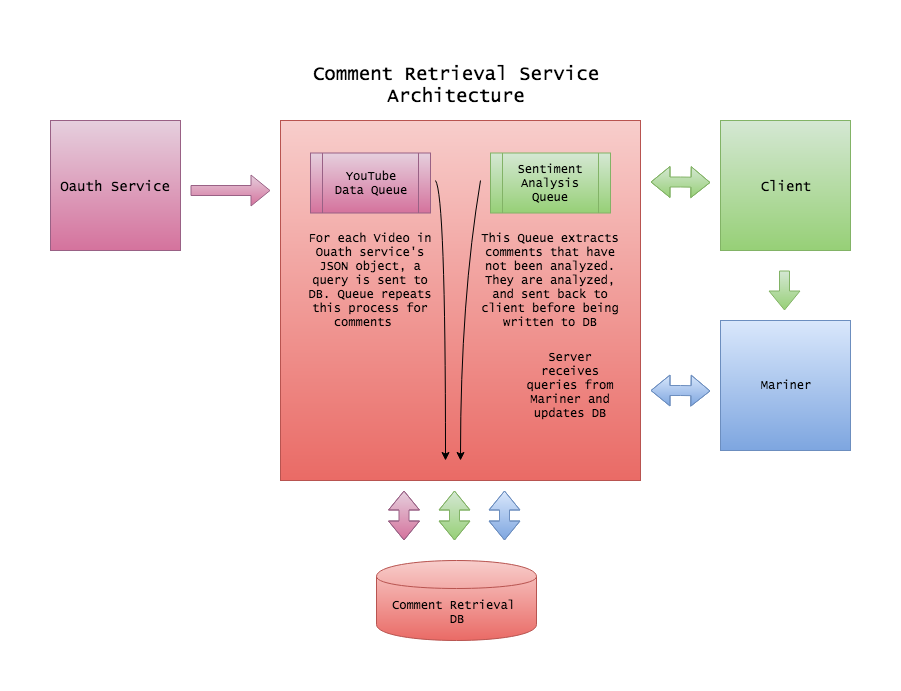 Comment Retrieval Service
Architecture
Oauth Service
YouTube
Data Queue
For each Video in
Ouath service's
JSON object, a
query is sent to
DB. Queue repeats
this process for
comments
Sentiment
Analysis
Queue
This Queue extracts
comments that have
not been analyzed.
They are analyzed,
and sent back to
client before being
written to DB
Server
receives
queries from
Mariner and
updates DB
Client
Mariner
Comment Retrieval
DB